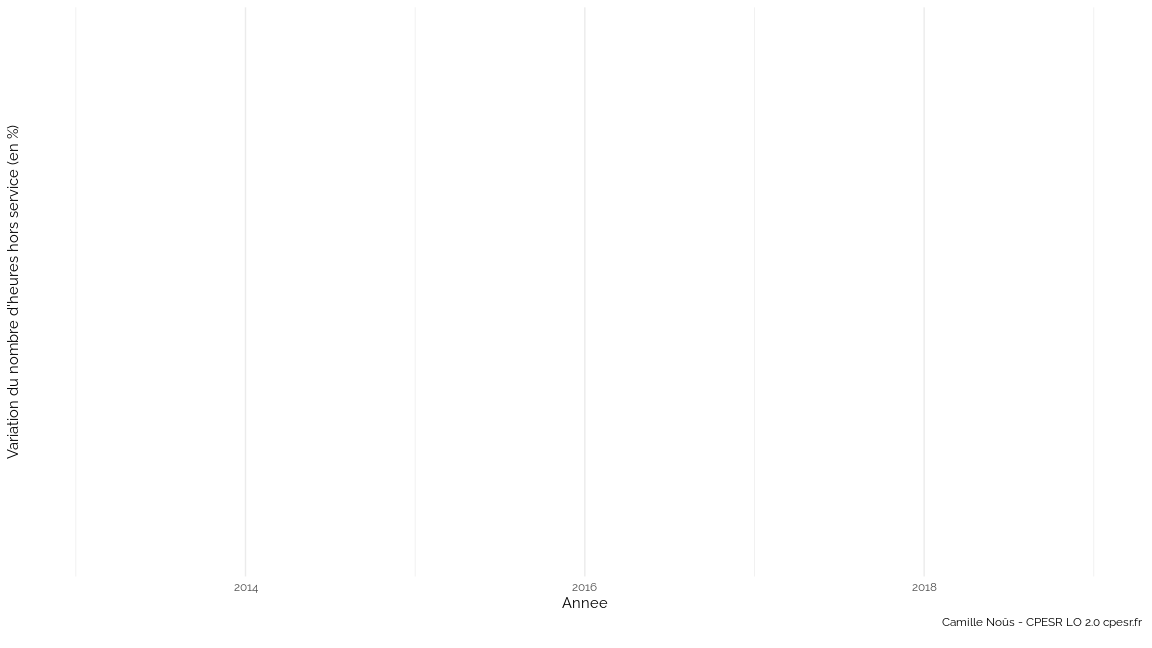 Variation du nombre d'heures hors service (en %)
2014 2016 2018
Annee
Camille Noûs - CPESR LO 2.0 cpesr.fr